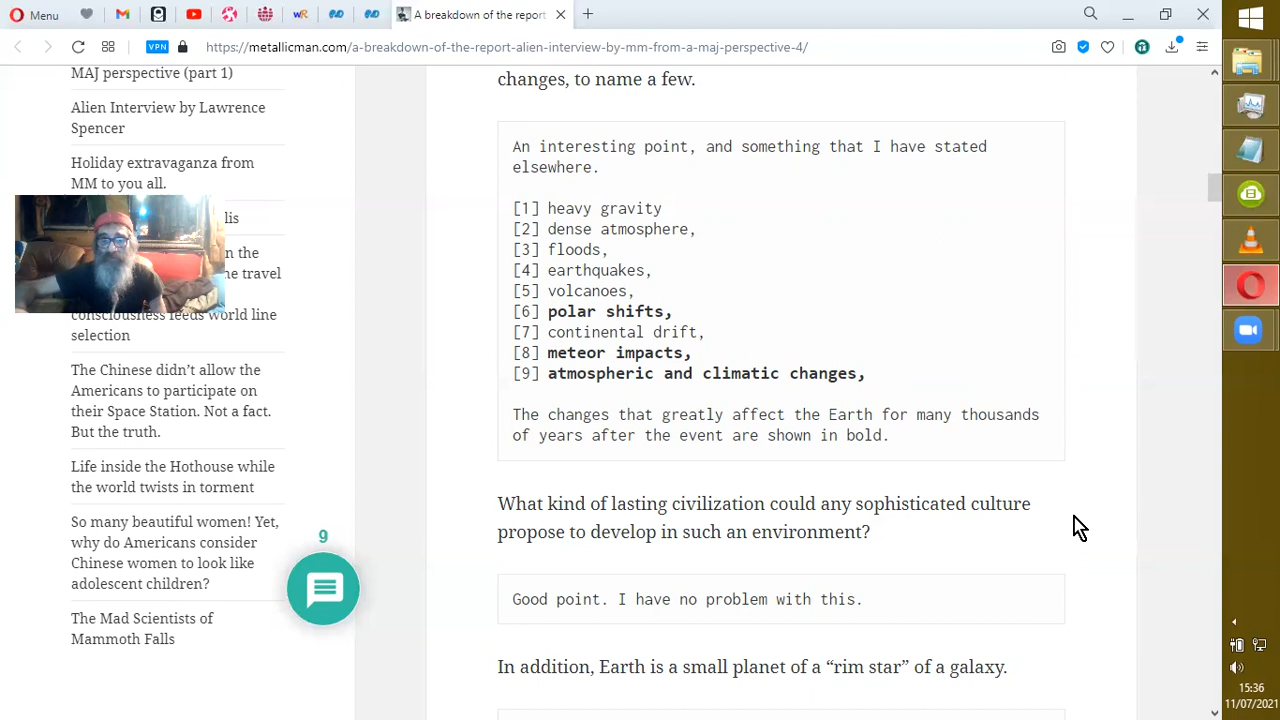 Menu
A breakdown of the report
VPN
https://metallicman.com/a-breakdown-of-the-report-alien-interview-by-mm-from-a-maj-perspective-4/
MAJ perspective (part 1)
Alien Interview by Lawrence
Spencer
Holiday extravaganza from
MM to you all.
lis
n the
he travel
consciousness feeds world line
selection
The Chinese didn’t allow the
Americans to participate on
their Space Station. Not a fact.
But the truth.
Life inside the Hothouse while
the world twists in torment
So many beautiful women! Yet,
why do Americans consider
Chinese women to look like
adolescent children?
The Mad Scientists of
Mammoth Falls
9
changes, to name a few.
An interesting point, and something that I have stated
elsewhere.
[1] heavy gravity
[2] dense atmosphere,
[3] floods,
[4] earthquakes,
[5] volcanoes,
[6] polar shifts,
[7] continental drift,
[8] meteor impacts,
[9] atmospheric and climatic changes,
The changes that greatly affect the Earth for many thousands
of years after the event are shown in bold.
What kind of lasting civilization could any sophisticated culture
propose to develop in such an environment?
Good point. I have no problem with this.
In addition, Earth is a small planet of a “rim star” of a galaxy.
15:36
11/07/2021